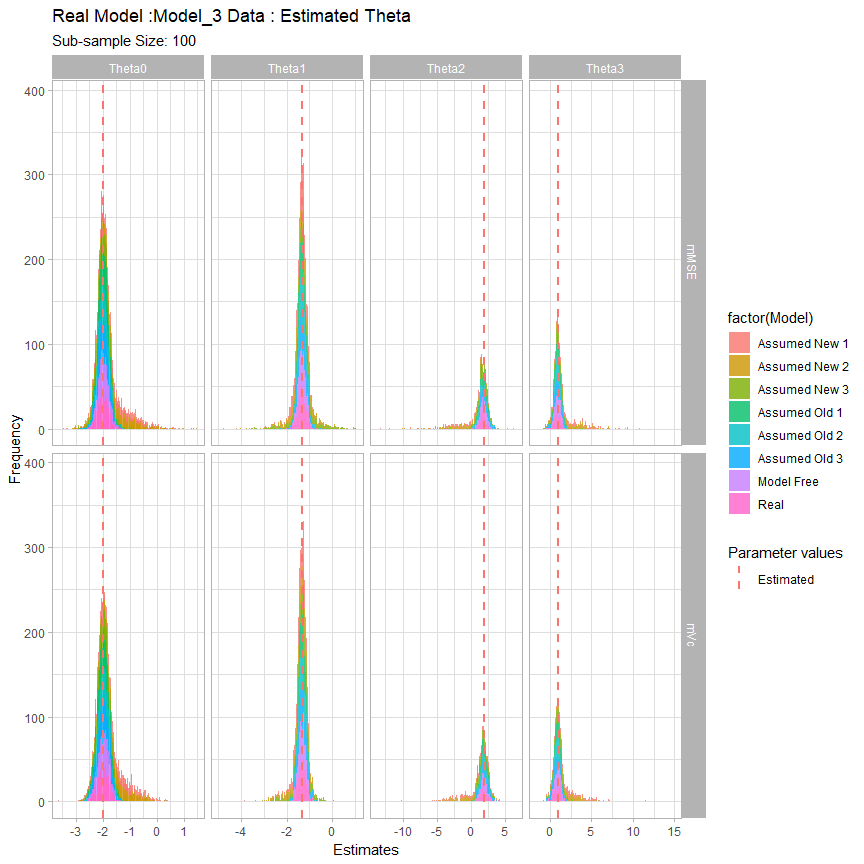 Real Model :Model_3 Data : Estimated Theta
Sub-sample Size: 100
Theta0 Theta1 Theta2 Theta3
400
300
200
100
0
mMSE
400
300
200
100
0
mVc
Frequency
-3 -2 -1 0 1
-4 -2 0
-10 -5 0 5
0 5 10 15
Estimates
factor(Model)
Assumed New 1
Assumed New 2
Assumed New 3
Assumed Old 1
Assumed Old 2
Assumed Old 3
Model Free
Real
Parameter values
Estimated